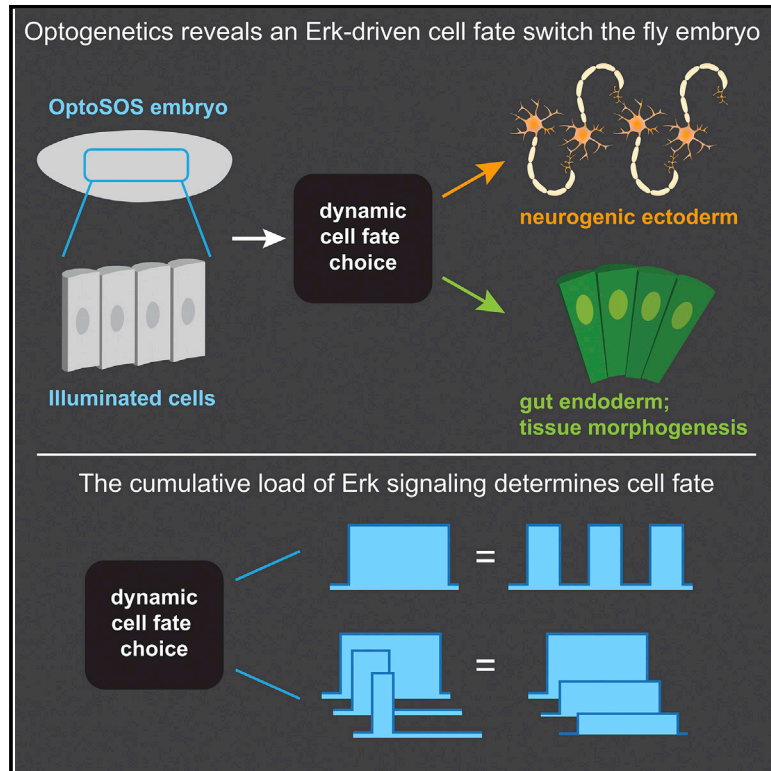 Optogenetics reveals an Erk-driven cell fate switch the fly embryo
OptoSOS embryo
dynamic
cell fate
choice
neurogenic ectoderm
Illuminated cells
gut endoderm;
tissue morphogenesis
The cumulative load of Erk signaling determines cell fate
dynamic
cell fate
choice
=
=